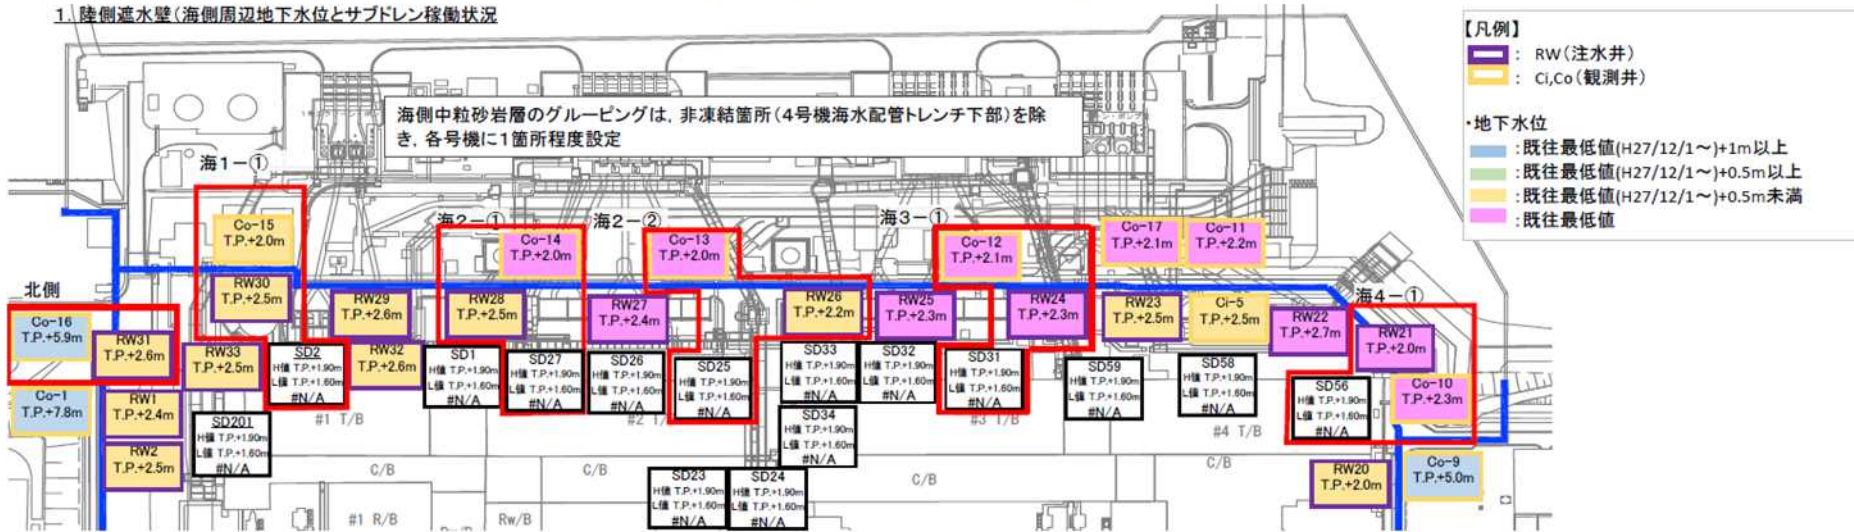 1. 陸側遮水壁(海側周辺地下水位とサブドレン稼働状況
【凡例】
: RW(注水井)
: Ci,Co(観測井)
・地下水位
:既往最低値(H27/12/1～)+1m以上
:既往最低値(H27/12/1～)+0.5m以上
:既往最低値(H27/12/1～)+0.5m未満
:既往最低値
海側中粒砂岩層のグルーピングは，非凍結箇所(4号機海水配管トレンチ下部)を除
き，各号機に1箇所程度設定
海1-①
海2-①
海2-②
海3-①
海4-①
北側
Co-15
T.P.+2.0m
Co-14
T.P.+2.0m
Co-13
T.P.+2.0m
Co-12
T.P.+2.1m
Co-17
T.P.+2.1m
Co-11
T.P.+2.2m
RW30
T.P.+2.5m
RW29
T.P.+2.6m
RW28
T.P.+2.5m
RW27
T.P.+2.4m
RW26
T.P.+2.2m
RW25
T.P.+2.3m
RW24
T.P.+2.3m
RW23
T.P.+2.5m
Ci-5
T.P.+2.5m
RW22
T.P.+2.7m
RW21
T.P.+2.0m
Co-16
T.P.+5.9m
RW31
T.P.+2.6m
RW33
T.P.+2.5m
SD2
H値 T.P.+1.90m
L値 T.P.+1.60m
#N/A
RW32
T.P.+2.6m
SD1
H値 T.P.+1.90m
L値 T.P.+1.60m
#N/A
SD27
H値 T.P.+1.90m
L値 T.P.+1.60m
#N/A
SD26
H値 T.P.+1.90m
L値 T.P.+1.60m
#N/A
SD25
H値 T.P.+1.90m
L値 T.P.+1.60m
#N/A
SD33
H値 T.P.+1.90m
L値 T.P.+1.60m
#N/A
SD32
H値 T.P.+1.90m
L値 T.P.+1.60m
#N/A
SD31
H値 T.P.+1.90m
L値 T.P.+1.60m
#N/A
SD59
H値 T.P.+1.90m
L値 T.P.+1.60m
#N/A
SD58
H値 T.P.+1.90m
L値 T.P.+1.60m
#N/A
SD56
H値 T.P.+1.90m
L値 T.P.+1.60m
#N/A
Co-10
T.P.+2.3m
Co-1
T.P.+7.8m
RW1
T.P.+2.4m
SD201
H値 T.P.+1.90m
L値 T.P.+1.60m
#N/A
SD34
H値 T.P.+1.90m
L値 T.P.+1.60m
#N/A
#1 T/B
#2 T/
#3 T/B
#4 T/B
RW2
T.P.+2.5m
C/B
C/B
C/B
C/B
SD23
H値 T.P.+1.90m
L値 T.P.+1.60m
#N/A
SD24
H値 T.P.+1.90m
L値 T.P.+1.60m
#N/A
RW20
T.P.+2.0m
Co-9
T.P.+5.0m
#1 R/B
Rw/B